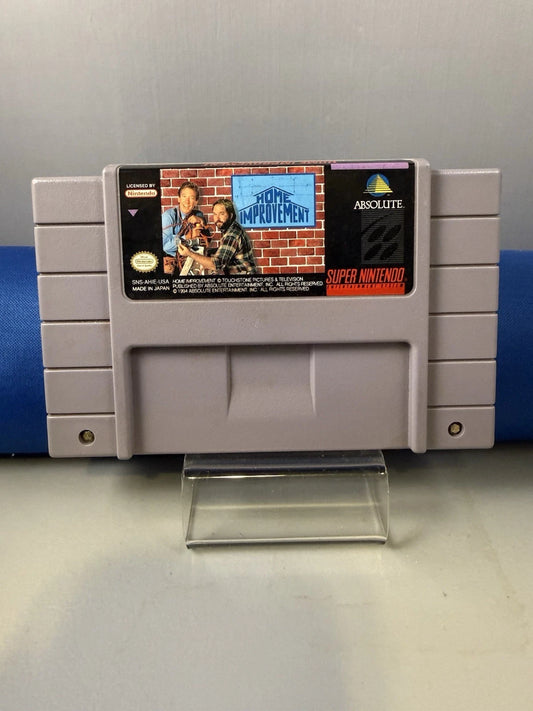 LICENSED BY
Nintendo
HOME
IMPROVEMENT
ABSOLUTE
SNS-AHIE-USA
MADE IN JAPAN
HOME IMPROVEMENT © TOUCHSTONE PICTURES & TELEVISION.
PUBLISHED BY ABSOLUTE ENTERTAINMENT, INC. ALL RIGHTS RESERVED.
© 1994 ABSOLUTE ENTERTAINMENT, INC. ALL RIGHTS RESERVED.
SUPER NINTENDO
ENTERTAINMENT SYSTEM